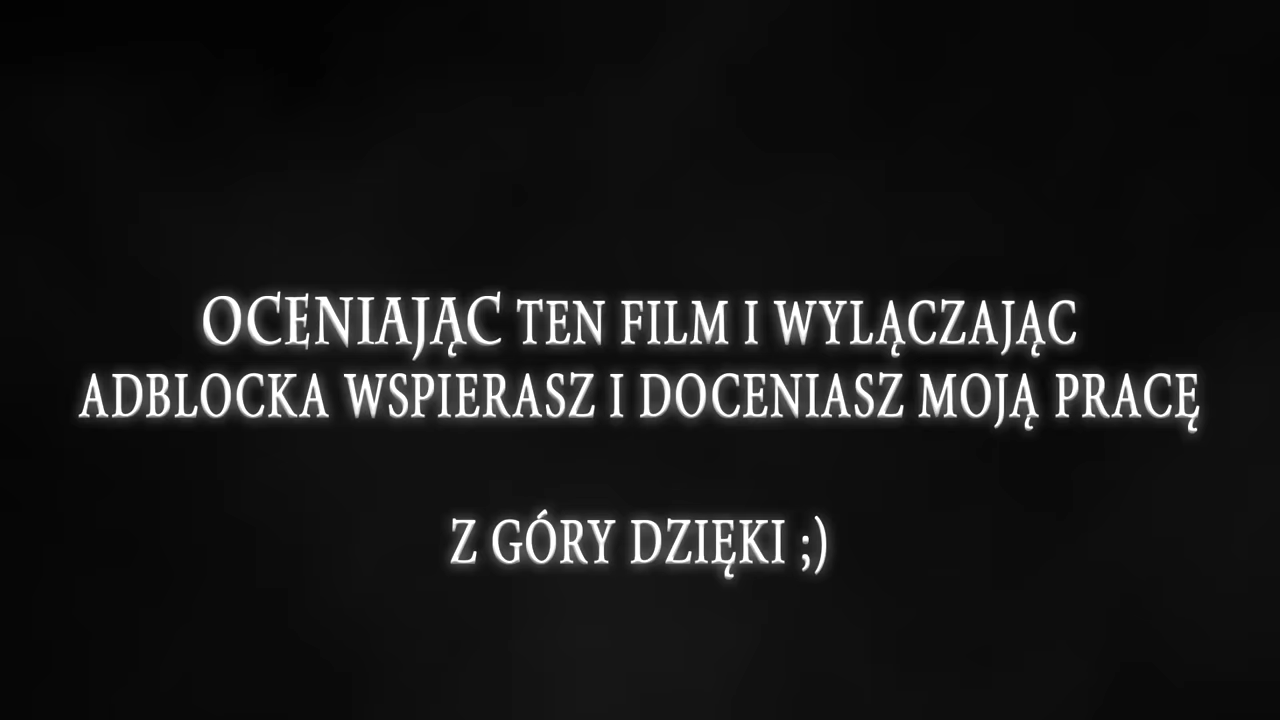 OCENIAJĄC TEN FILM I WYLĄCZAJĄC
ADBLOCKA WSPIERASZ I DOCENIASZ MOJĄ PRACĘ
Z GÓRY DZIĘKI ;)